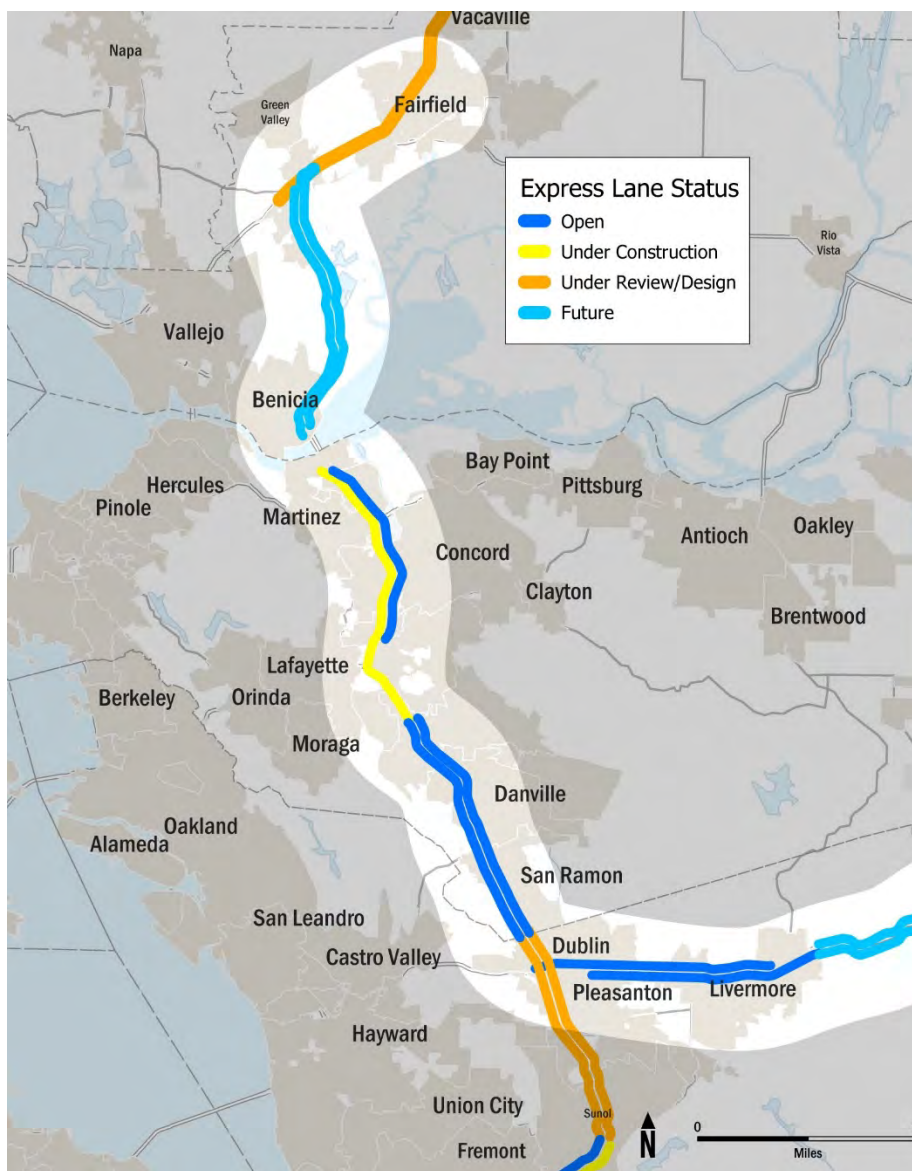 Vacaville
Napa
Green
Valley
Fairfield
Express Lane Status
Open
Under Construction
Under Review/Design
Future
Rio
Vista
Vallejo
Benicia
Bay Point
Hercules
Pittsburg
Pinole
Martinez
Antioch
Oakley
Concord
Clayton
Brentwood
Lafayette
Berkeley
Orinda
Moraga
Danville
Oakland
Alameda
San Ramon
San Leandro
Castro Valley
Dublin
Pleasanton
Livermore
Hayward
Union City
Sunol
Fremont
N
0
Miles